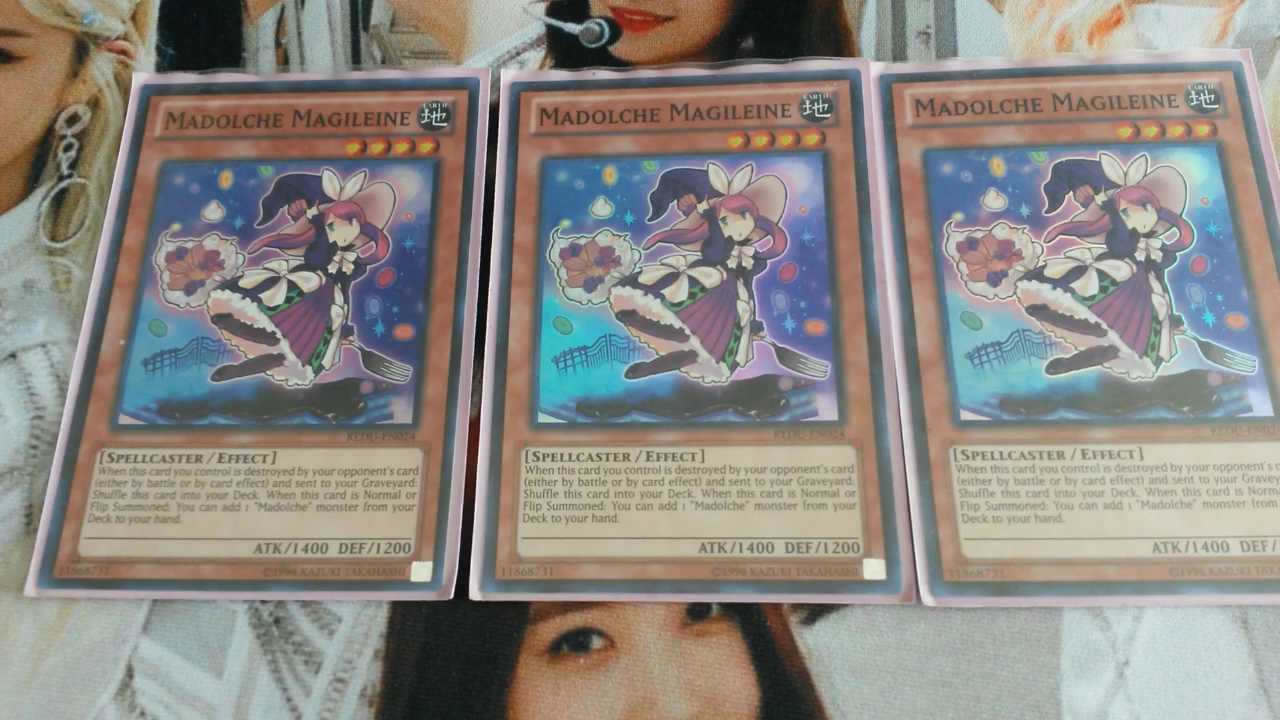 MADOLCHE MAGILEINE
EARTH
地
REDU-EN024
[SPELLCASTER/EFFECT]
When this card you control is destroyed by your opponent's card
(either by battle or by card effect) and sent to your Graveyard:
Shuffle this card into your Deck. When this card is Normal or
Flip Summoned: You can add 1 "Madolche" monster from your
Deck to your hand.
ATK/1400 DEF/1200
11868731
©1996 KAZUKI TAKAHASHI
MADOLCHE MAGILEINE
EARTH
地
REDU-EN024
[SPELLCASTER/EFFECT]
When this card you control is destroyed by your opponent's card
(either by battle or by card effect) and sent to your Graveyard:
Shuffle this card into your Deck. When this card is Normal or
Flip Summoned: You can add 1 "Madolche" monster from your
Deck to your hand.
ATK/1400 DEF/1200
11868731
©1996 KAZUKI TAKAHASHI
MADOLCHE MAGILEINE
EARTH
地
REDU-EN02
[SPELLCASTER/EFFECT]
When this card you control is destroyed by your opponent's
(either by battle or by card effect) and sent to your
Shuffle this card into your Deck. When this card is
Flip Summoned: You can add 1 "Madolche" monster from
Deck to your hand.
ATK/1400 DEF/
11868731
©1996 KAZUKI TAKAHASHI